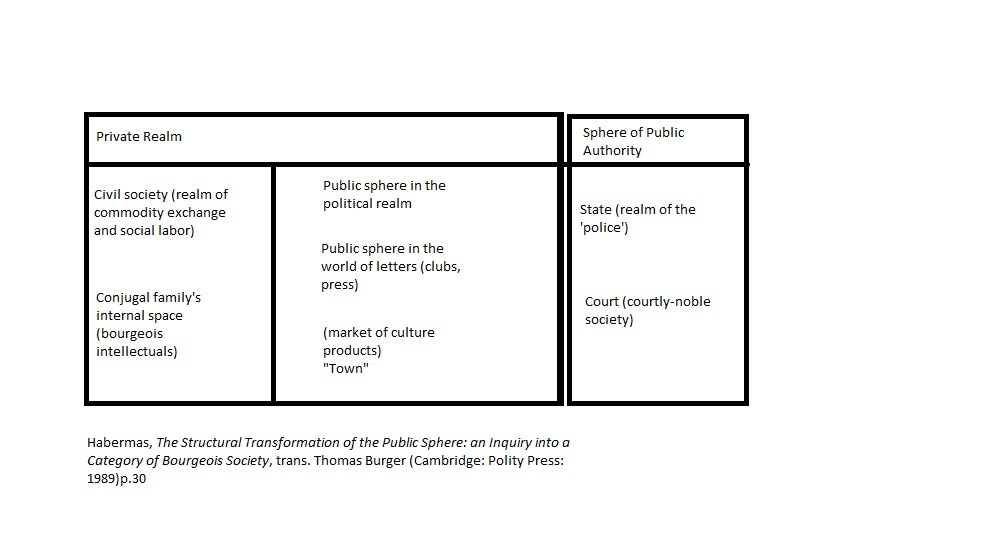 Private Realm
Sphere of Public
Authority
Civil society (realm of
commodity exchange
and social labor)
Conjugal family's
internal space
(bourgeois
intellectuals)
Public sphere in the
political realm
Public sphere in the
world of letters (clubs,
press)
(market of culture
products)
"Town"
State (realm of the
'police')
Court (courtly-noble
society)
Habermas, The Structural Transformation of the Public Sphere: an Inquiry into a
Category of Bourgeois Society, trans. Thomas Burger (Cambridge: Polity Press:
1989)p.30